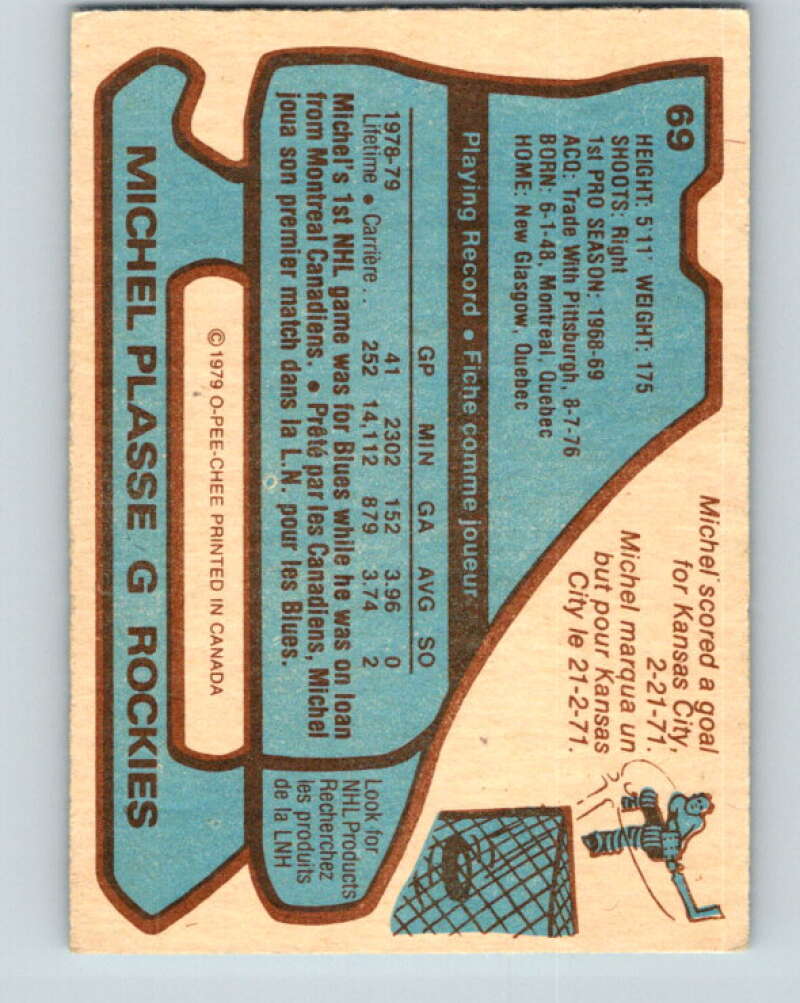 69
HEIGHT: 5'11" WEIGHT: 175
SHOOTS: Right
1st PRO SEASON: 1968-69
ACQ: Trade With Pittsburgh, 8-7-76
BORN: 6-1-48, Montreal, Quebec
HOME: New Glasgow, Quebec
Michel scored a goal
for Kansas City,
2-21-71.
Michel marqua un
but pour Kansas
City le 21-2-71.
Playing Record • Fiche comme joueur
GP MIN GA AVG SO
1978-79 41 2302 152 3.96 0
Lifetime • Carrière . . 252 14,112 879 3.74 2
Michel's 1st NHL game was for Blues while he was on loan
from Montreal Canadiens. • Prêté par les Canadiens, Michel
joua son premier match dans la L.N. pour les Blues.
Look for
NHL Products
Recherchez
les produits
de la LNH
© 1979 O-PEE-CHEE PRINTED IN CANADA
MICHEL PLASSE G ROCKIES